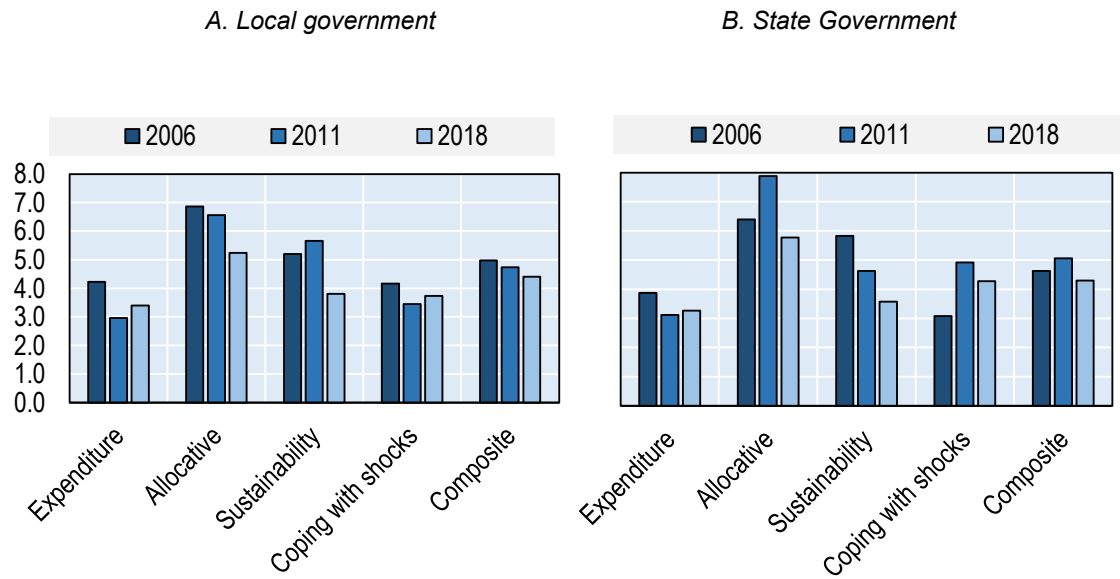 A. Local government
B. State Government
2006 2011 2018
2006 2011 2018
8.0
7.0
6.0
5.0
4.0
3.0
2.0
1.0
0.0
Expenditure
Allocative
Sustainability
Coping with shocks
Composite
Expenditure
Allocative
Sustainability
Coping with shocks
Composite